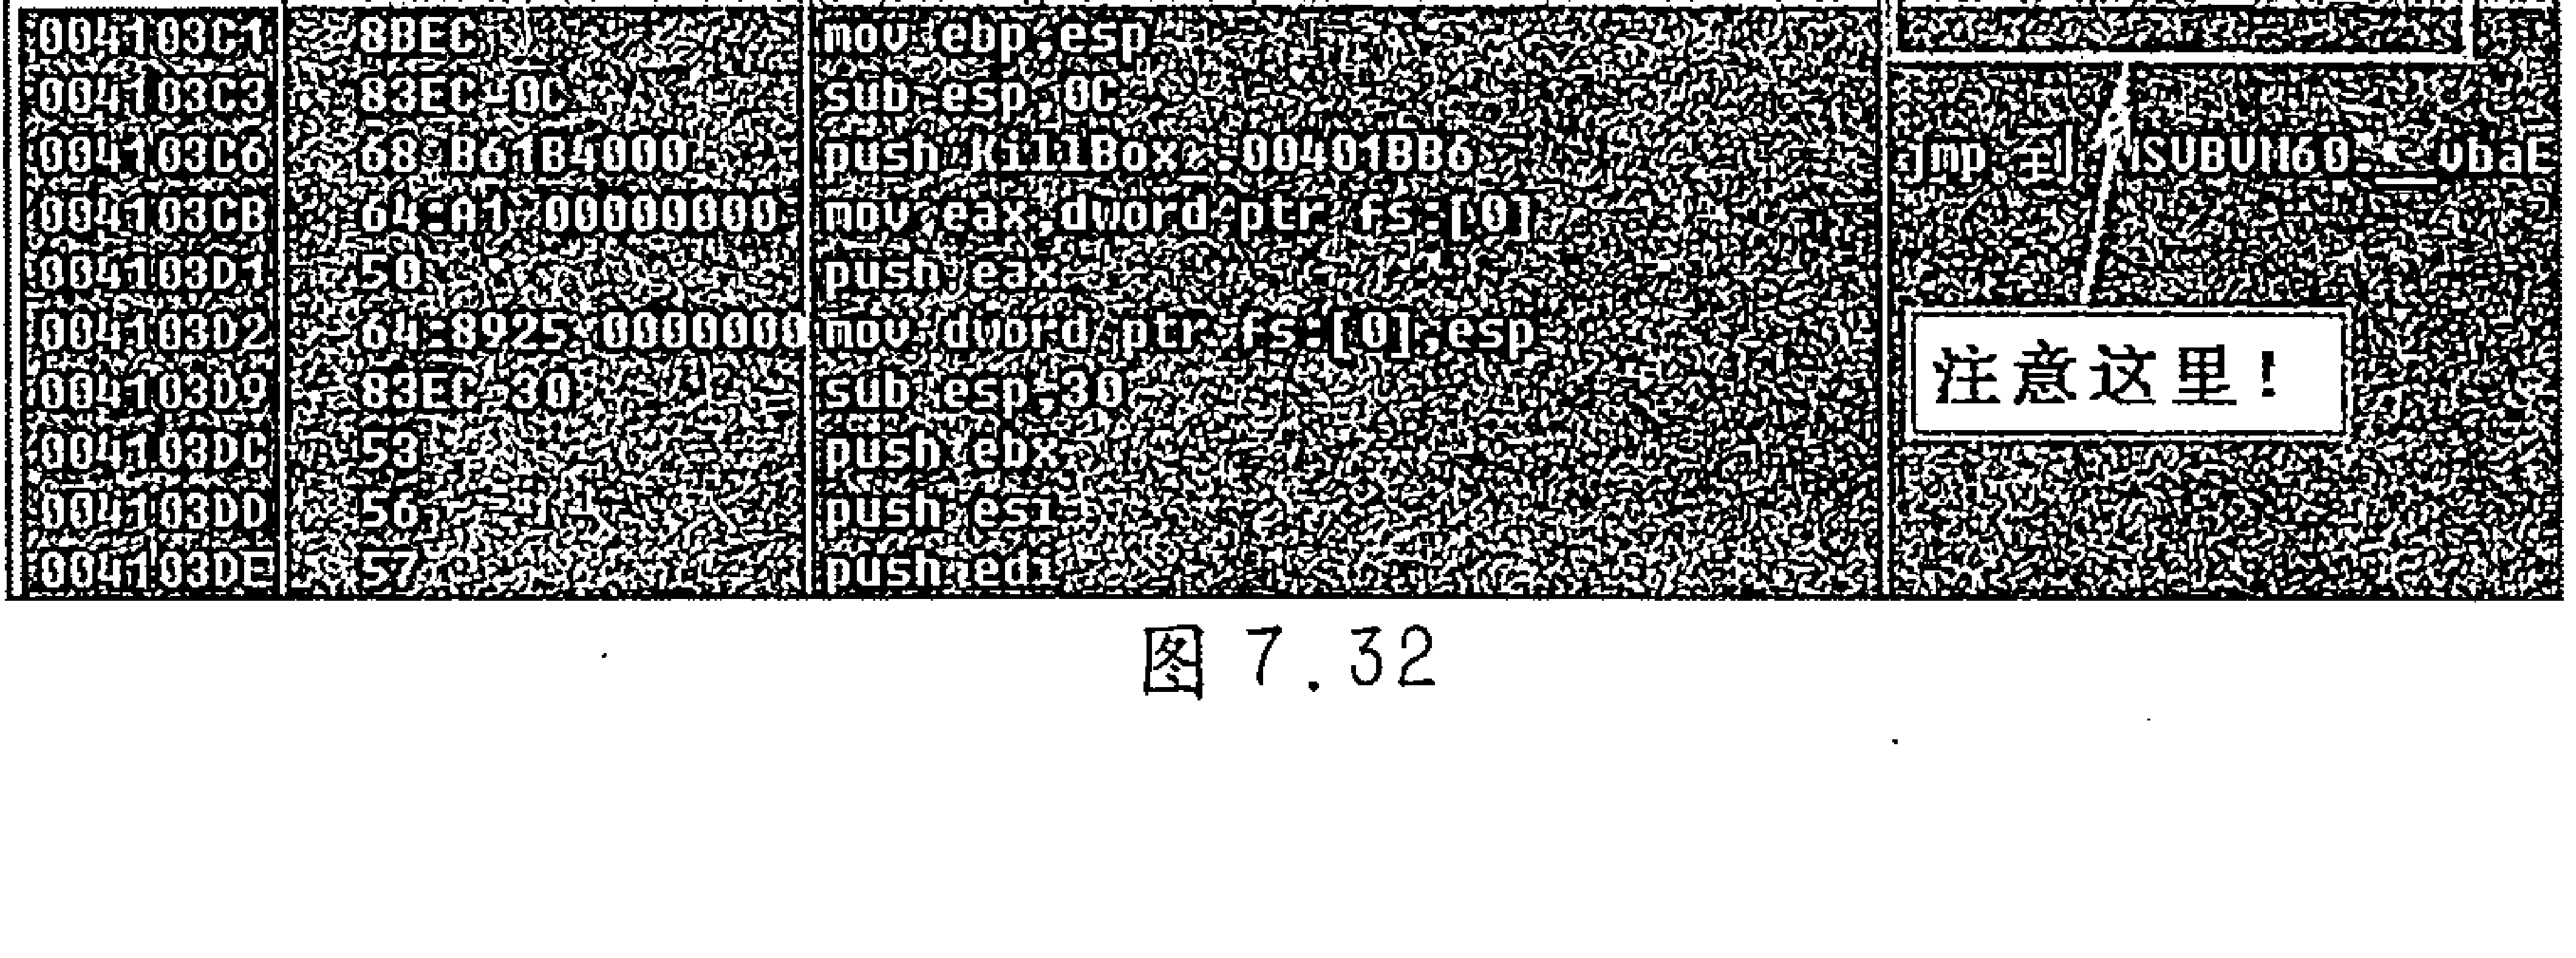 004103C1 8BEC mov ebp,esp
004103C3 83EC 0C sub esp,0C
004103C6 68 B61B4000 push KillBox.00401BB6 jmp 到 MSVBVM60.__vbaE
004103CB 64:A1 00000000 mov eax,dword ptr fs:[0]
004103D1 50 push eax
004103D2 64:8925 0000000 mov dword ptr fs:[0],esp
004103D9 83EC 30 sub esp,30
004103DC 53 push ebx
004103DD 56 push esi
004103DE 57 push edi
注意这里!
图 7.32